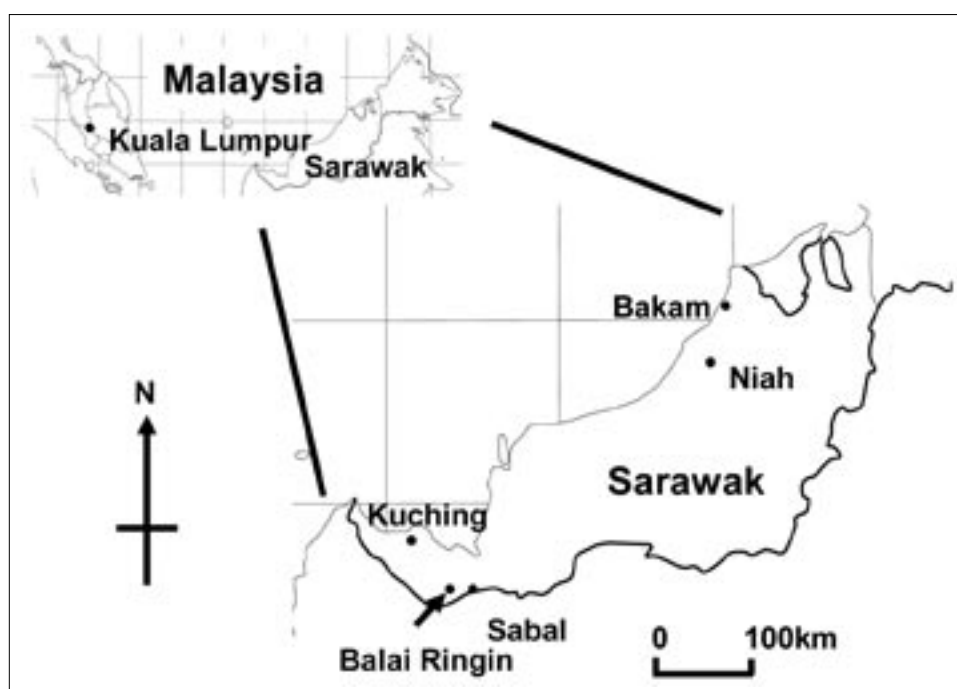 Malaysia
Kuala Lumpur
Sarawak
Bakam
Niah
N
Sarawak
Kuching
Sabal
Balai Ringin
0 100km